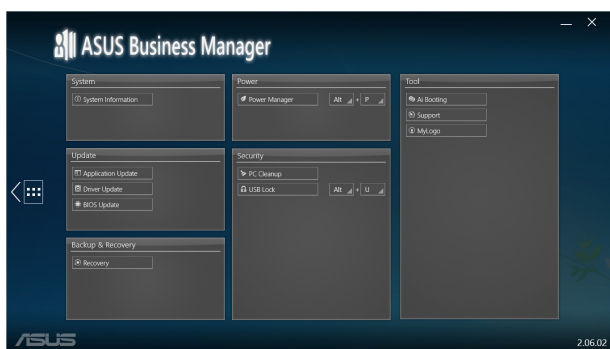 ASUS Business Manager
System
System Information
Power
Power Manager Alt + P
Tool
Ai Booting
Support
MyLogo
Update
Application Update
Driver Update
BIOS Update
Security
PC Cleanup
USB Lock Alt + U
Backup & Recovery
Recovery
ASUS
2.06.02